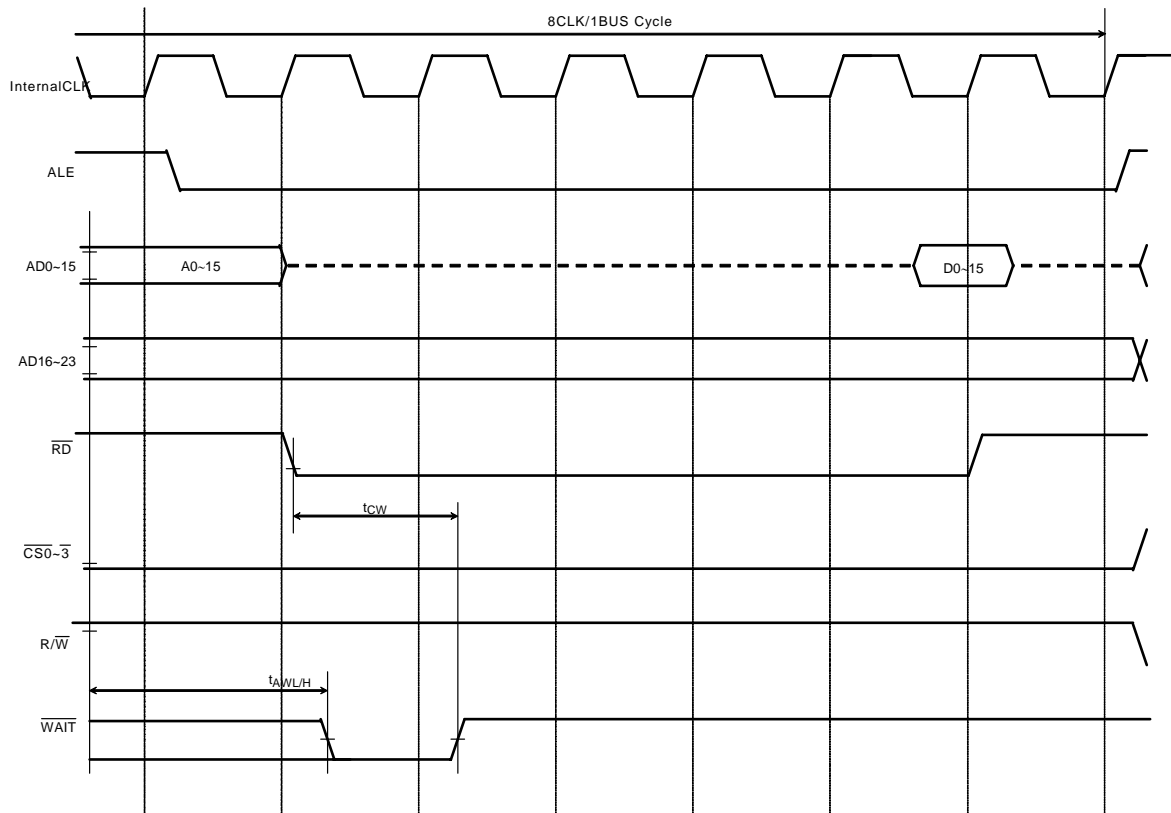 8CLK/1BUS Cycle
InternalCLK
ALE
AD0~15
A0~15
D0~15
AD16~23
RD
tCW
CS0~3
R/W
tAWL/H
WAIT